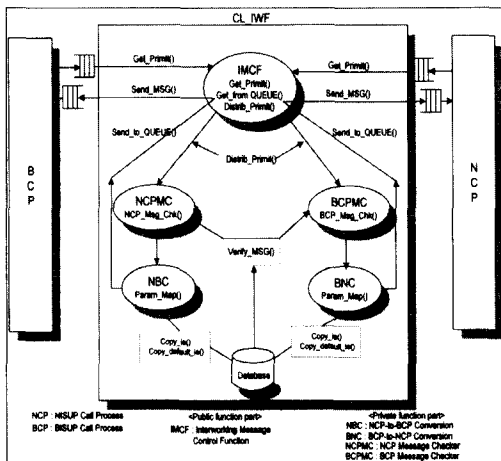 CL_IWF
Get_Primit()
Get_Primit()
IMCF
Get_Primit()
Get_from QUEUE()
Distrib_Primit()
Send_MSG()
Send_MSG()
Send_to_QUEUE()
Send_to_QUEUE()
B
C
P
N
C
P
Distrib_Primit()
NCPMC
NCP_Msg_Chk()
BCPMC
BCP_Msg_Chk()
Verify_MSG()
NBC
Param_Map()
BNC
Param_Map()
Copy_ie()
Copy_default_ie()
Copy_ie()
Copy_default_ie()
Database
NCP : NISUP Call Process
BCP : BISUP Call Process
<Public function part>
IMCF : Interworking Message
Control Function
<Private function part>
NBC : NCP-to-BCP Conversion
BNC : BCP-to-NCP Conversion
NCPMC : NCP Message Checker
BCPMC : BCP Message Checker